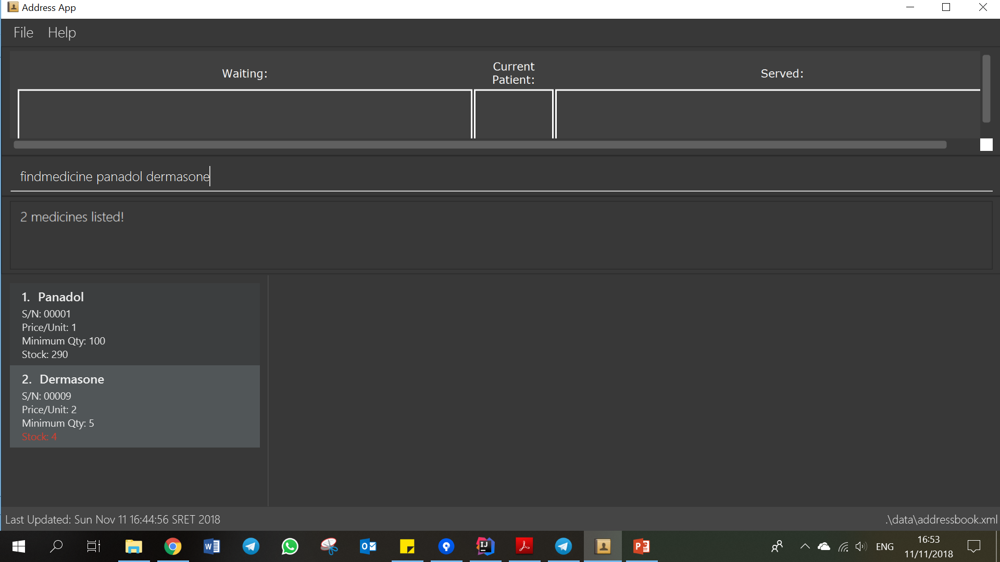 Address App
File Help
Waiting:
Current
Patient:
Served:
findmedicine panadol dermasone
2 medicines listed!
1. Panadol
S/N: 00001
Price/Unit: 1
Minimum Qty: 100
Stock: 290
2. Dermasone
S/N: 00009
Price/Unit: 2
Minimum Qty: 5
Stock: 4
Last Updated: Sun Nov 11 16:44:56 SRET 2018
.\data\addressbook.xml
ENG
16:53
11/11/2018